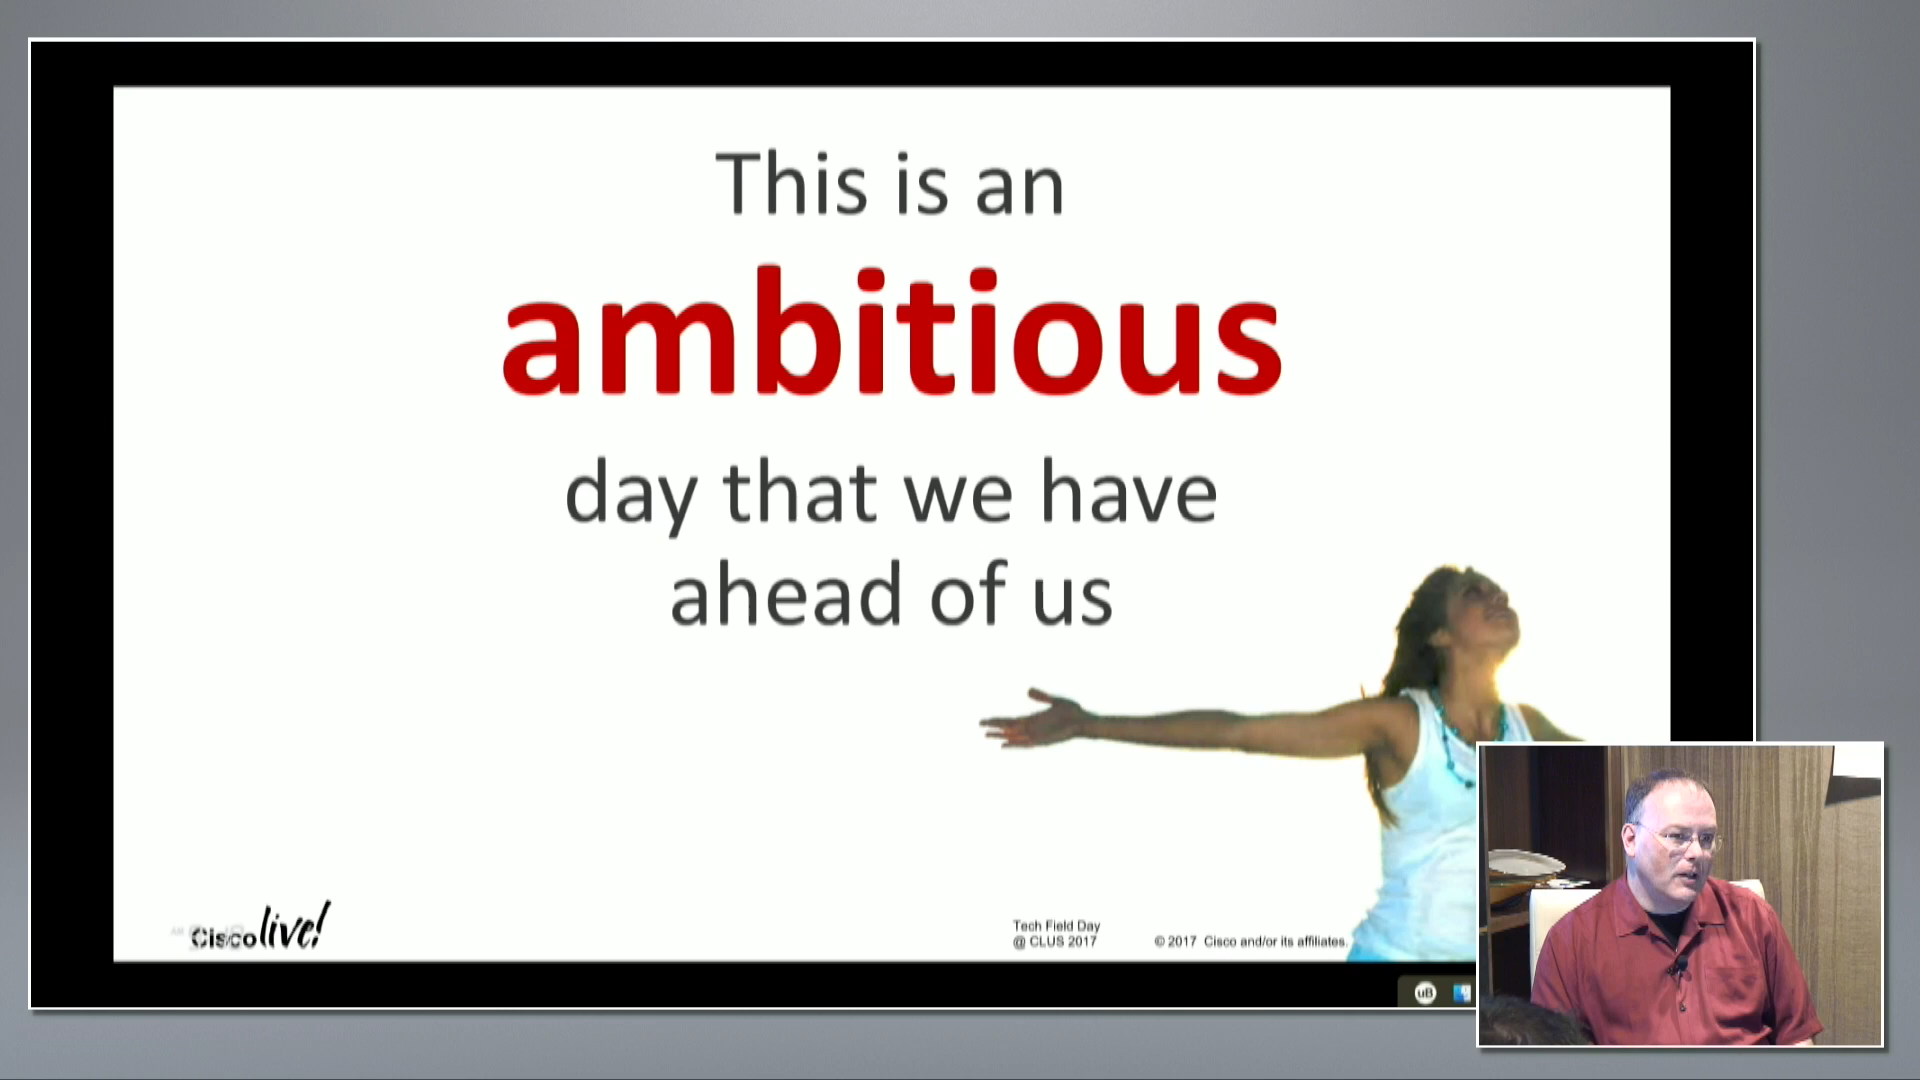 This is an
ambitious
day that we have
ahead of us
Cisco live!
Tech Field Day
@ CLUS 2017
© 2017 Cisco and/or its affiliates.
uB